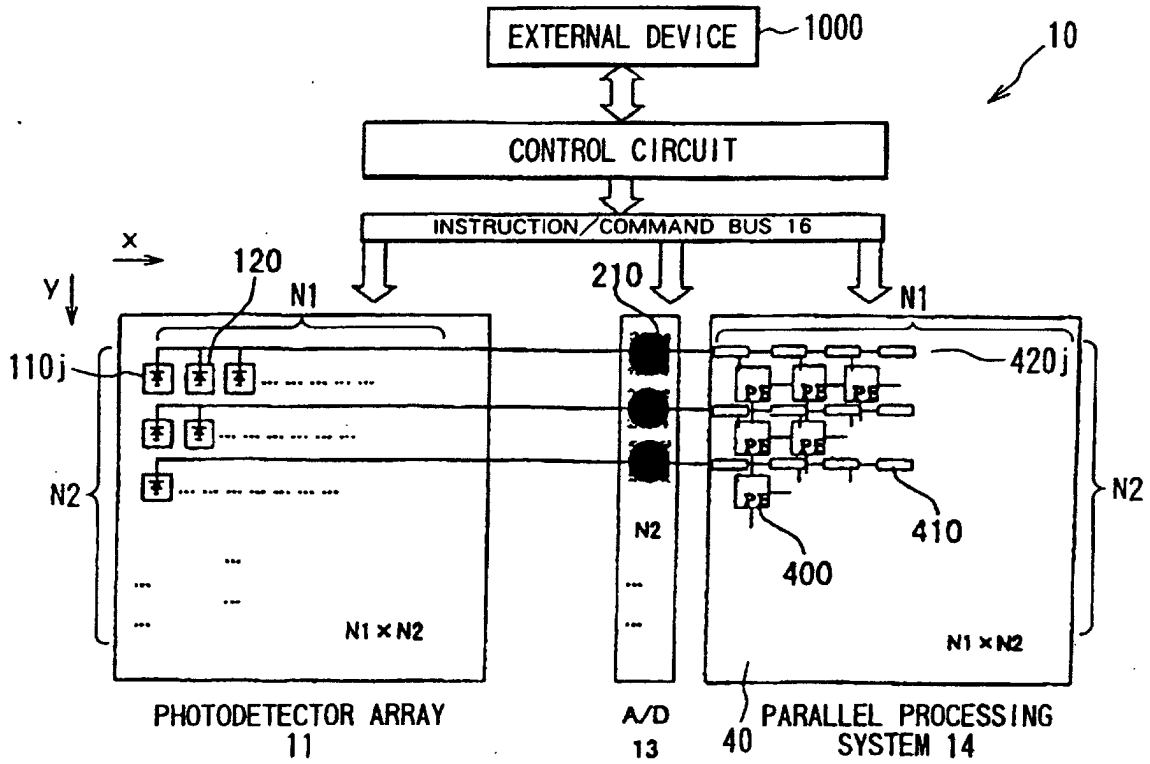 EXTERNAL DEVICE
1000
10
CONTROL CIRCUIT
INSTRUCTION/COMMAND BUS 16
X
Y
120
N1
210
N1
110j
420j
PE PE PE
PE PE
PE
N2
N2
N2
410
400
... ... ... ... ... ...
... ... ... ... ... ...
... ... ... ... ... ... ...
...
...
...
...
...
...
N1×N2
N1×N2
PHOTODETECTOR ARRAY
11
A/D
13
40
PARALLEL PROCESSING
SYSTEM 14